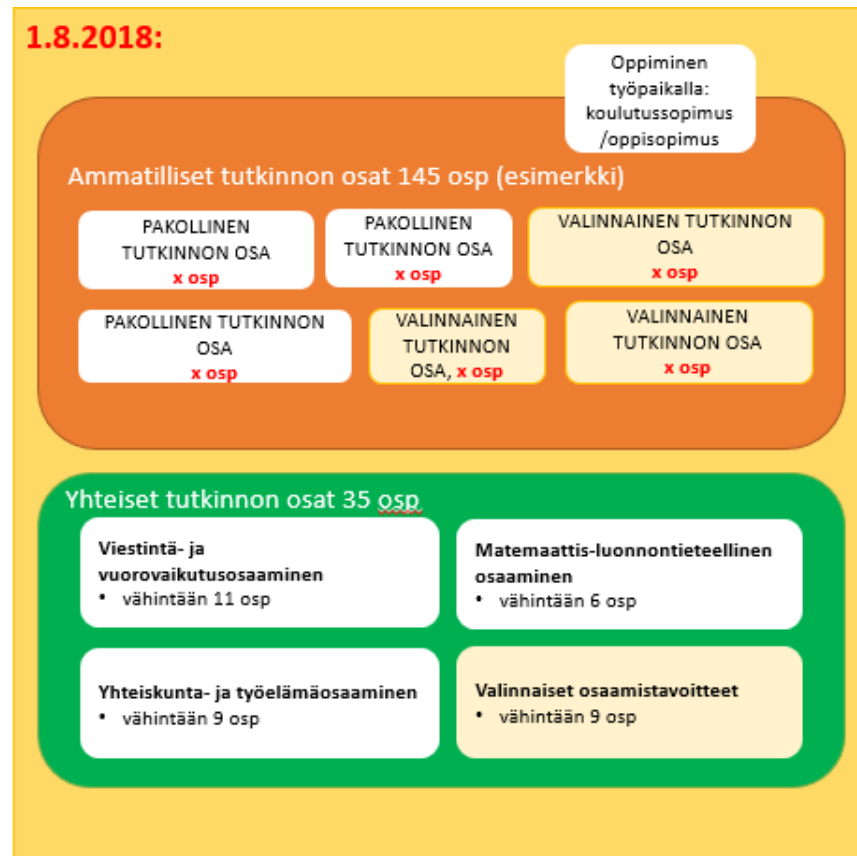 1.8.2018:
Oppiminen
työpaikalla:
koulutussopimus
/oppisopimus
Ammatilliset tutkinnon osat 145 osp (esimerkki)
PAKOLLINEN
TUTKINNON OSA
x osp
PAKOLLINEN
TUTKINNON OSA
x osp
VALINNAINEN TUTKINNON
OSA
x osp
PAKOLLINEN TUTKINNON
OSA
x osp
VALINNAINEN
TUTKINNON
OSA, x osp
VALINNAINEN
TUTKINNON OSA
x osp
Yhteiset tutkinnon osat 35 osp
Viestintä- ja
vuorovaikutusosaaminen
• vähintään 11 osp
Matemaattis-luonnontieteellinen
osaaminen
• vähintään 6 osp
Yhteiskunta- ja työelämäosaaminen
• vähintään 9 osp
Valinnaiset osaamistavoitteet
• vähintään 9 osp